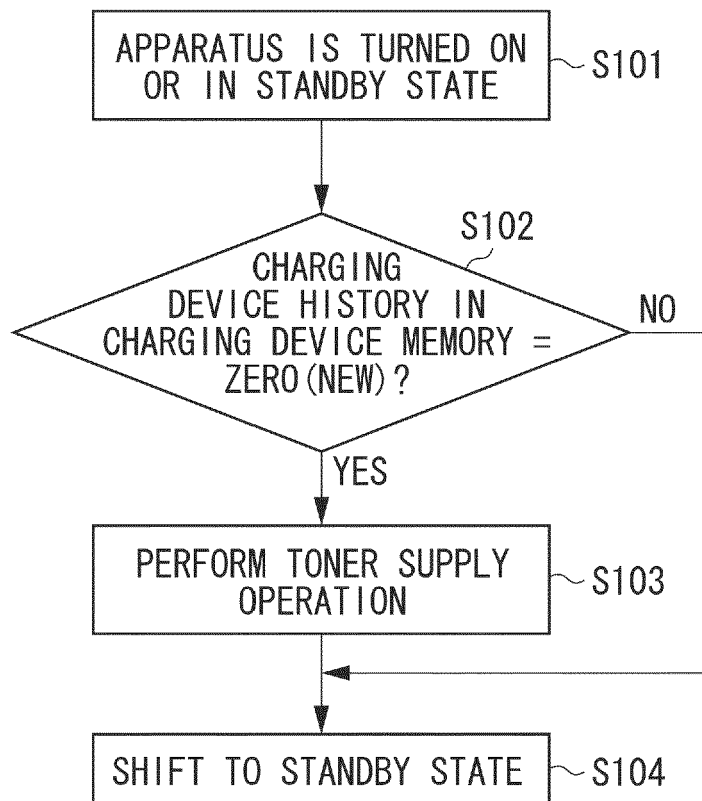 APPARATUS IS TURNED ON
OR IN STANDBY STATE
S101
S102
CHARGING
DEVICE HISTORY IN
CHARGING DEVICE MEMORY =
ZERO(NEW)?
NO
YES
PERFORM TONER SUPPLY
OPERATION
S103
SHIFT TO STANDBY STATE
S104